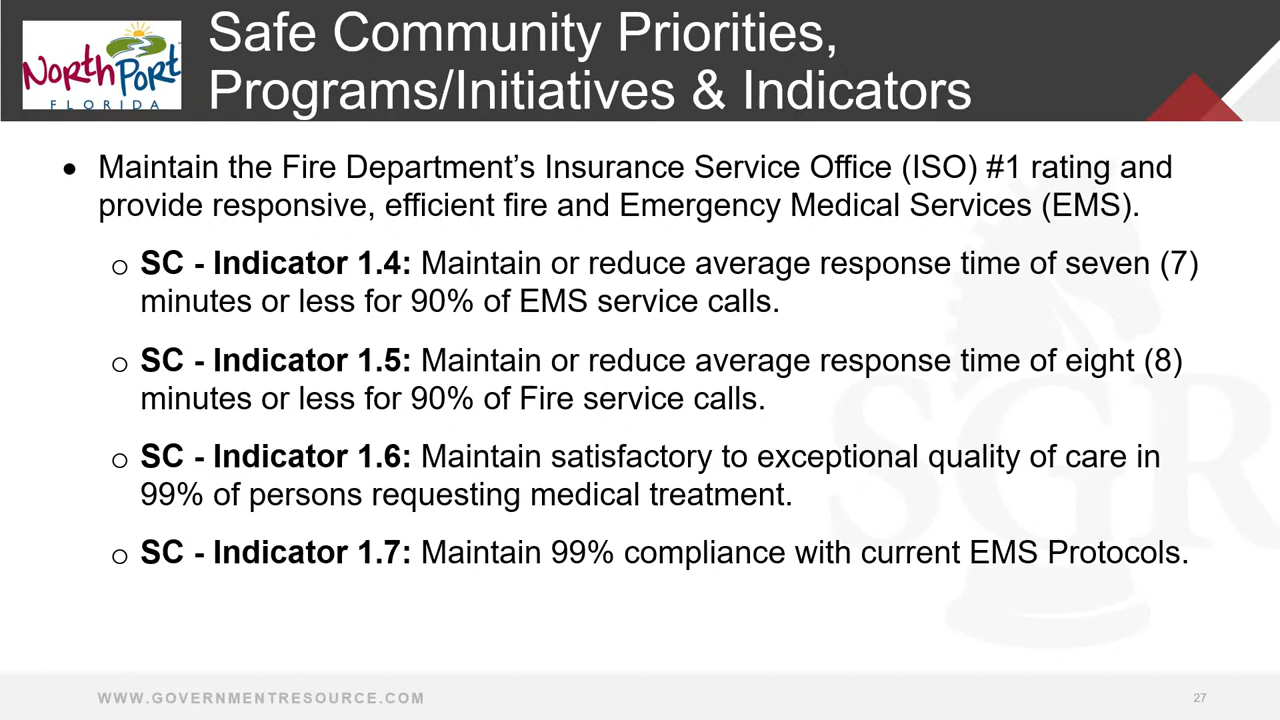 Safe Community Priorities,
Programs/Initiatives & Indicators
North Port
FLORIDA
• Maintain the Fire Department’s Insurance Service Office (ISO) #1 rating and
provide responsive, efficient fire and Emergency Medical Services (EMS).
o SC - Indicator 1.4: Maintain or reduce average response time of seven (7)
minutes or less for 90% of EMS service calls.
o SC - Indicator 1.5: Maintain or reduce average response time of eight (8)
minutes or less for 90% of Fire service calls.
o SC - Indicator 1.6: Maintain satisfactory to exceptional quality of care in
99% of persons requesting medical treatment.
o SC - Indicator 1.7: Maintain 99% compliance with current EMS Protocols.
SGR
WWW.GOVERNMENTRESOURCE.COM
27